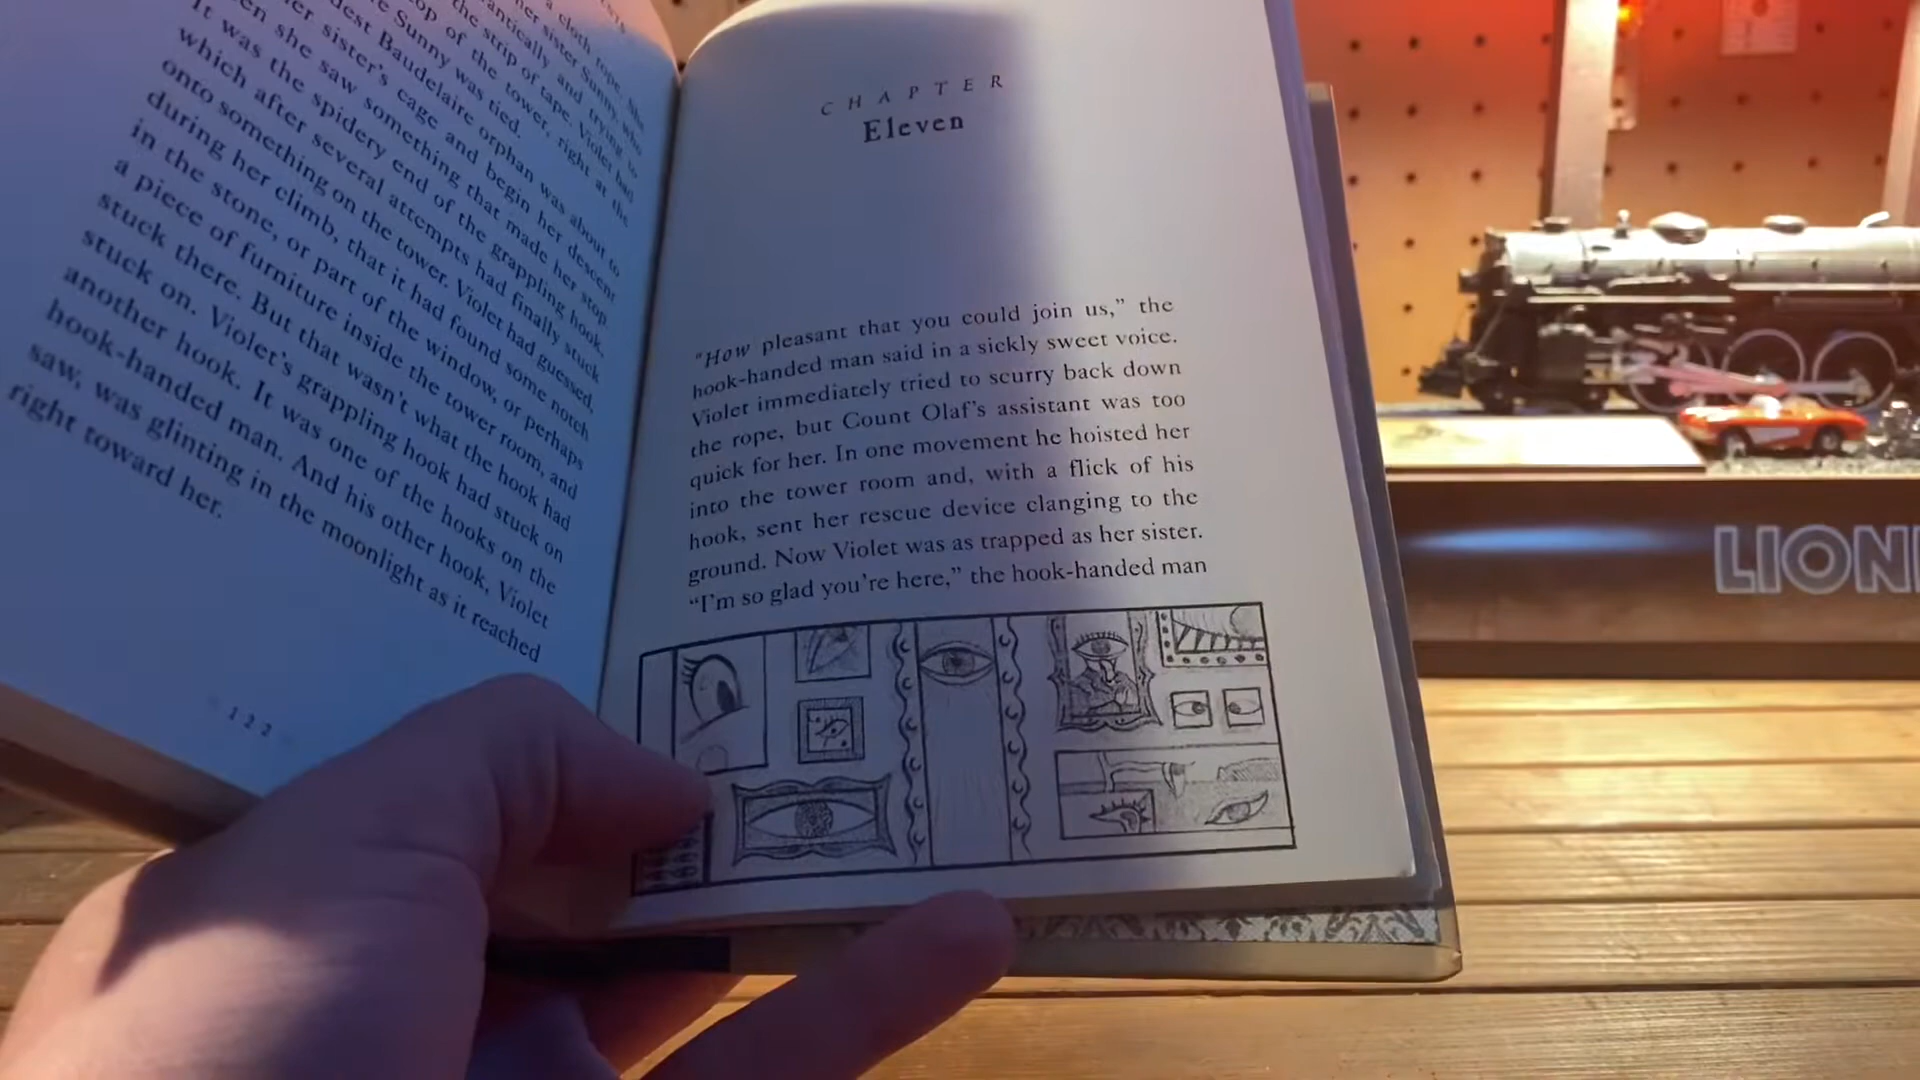 a cloth rope. She
her sister Sunny, who
frantically and trying to
the strip of tape. Violet had
top of the tower, right at the
re Sunny was tied.
dest Baudelaire orphan was about to
her sister's cage and begin her descent
en she saw something that made her stop.
It was the spidery end of the grappling hook,
which after several attempts had finally stuck
onto something on the tower. Violet had guessed,
during her climb, that it had found some notch
in the stone, or part of the window, or perhaps
a piece of furniture inside the tower room, and
stuck there. But that wasn't what the hook had
stuck on. Violet's grappling hook had stuck on
another hook. It was one of the hooks on the
hook-handed man. And his other hook, Violet
saw, was glinting in the moonlight as it reached
right toward her.
122
CHAPTER
Eleven
"How pleasant that you could join us," the
hook-handed man said in a sickly sweet voice.
Violet immediately tried to scurry back down
the rope, but Count Olaf's assistant was too
quick for her. In one movement he hoisted her
into the tower room and, with a flick of his
hook, sent her rescue device clanging to the
ground. Now Violet was as trapped as her sister.
"I'm so glad you're here," the hook-handed man
LION